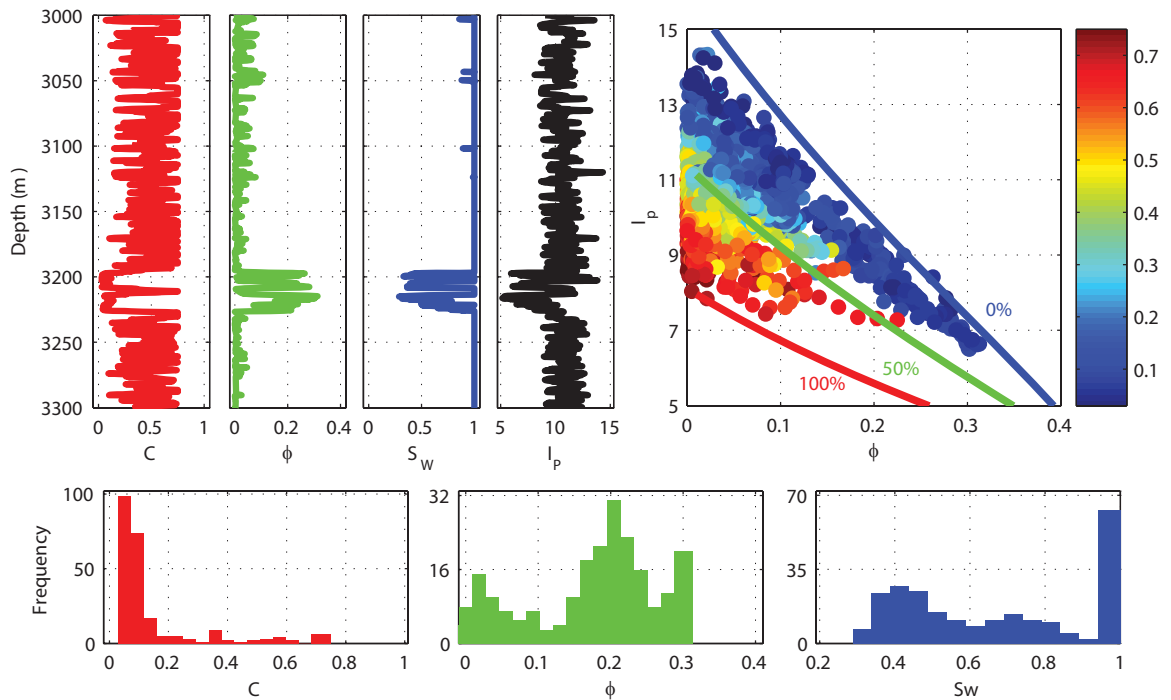 Depth (m)
3000
3050
3100
3150
3200
3250
3300
0 0.5 1
C
0 0.2 0.4
ϕ
0 0.5 1
S_W
5 10 15
I_P
I_p
15
13
11
9
7
5
0 0.1 0.2 0.3 0.4
ϕ
0%
50%
100%
0.7
0.6
0.5
0.4
0.3
0.2
0.1
Frequency
100
50
0
0 0.2 0.4 0.6 0.8 1
C
32
16
0
0 0.1 0.2 0.3 0.4
ϕ
70
35
0
0.2 0.4 0.6 0.8 1
Sw